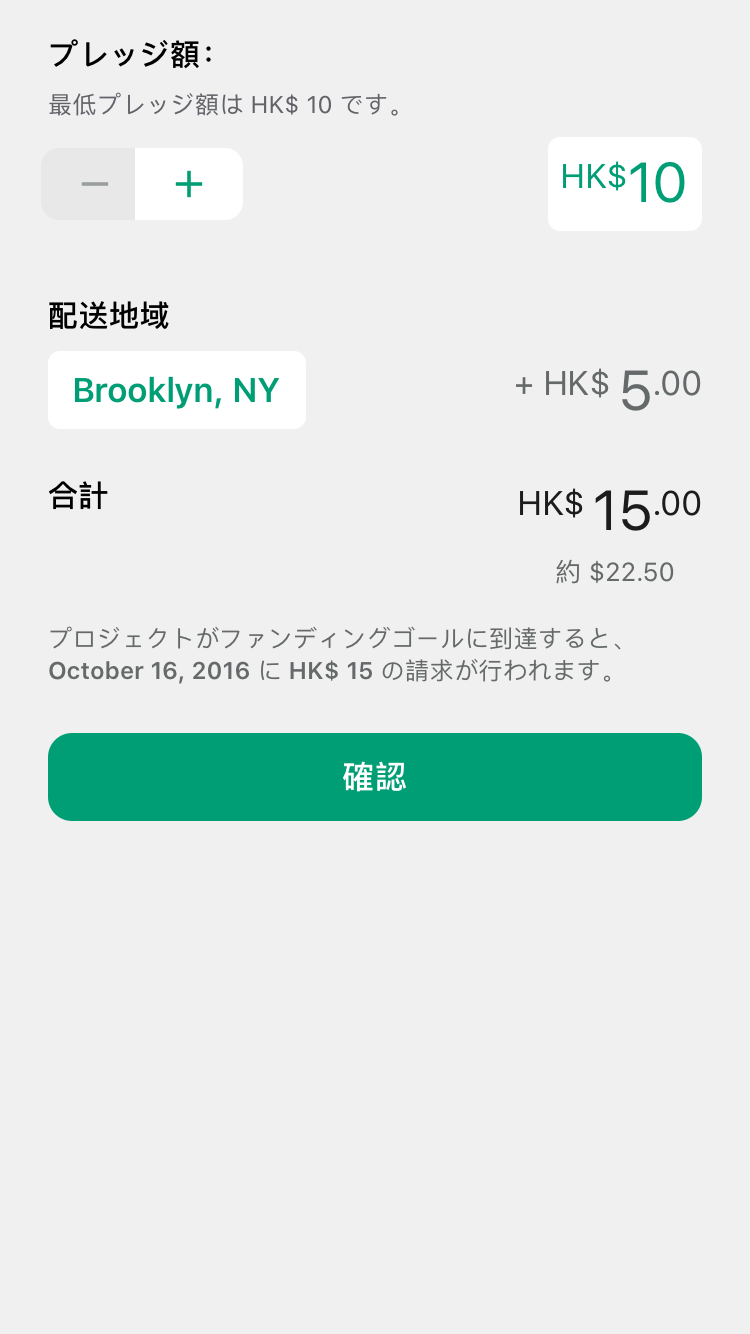 プレッジ額：
最低プレッジ額は HK$ 10 です。
− + HK$10
配送地域
Brooklyn, NY + HK$ 5.00
合計 HK$ 15.00
約 $22.50
プロジェクトがファンディングゴールに到達すると、
October 16, 2016 に HK$ 15 の請求が行われます。
確認